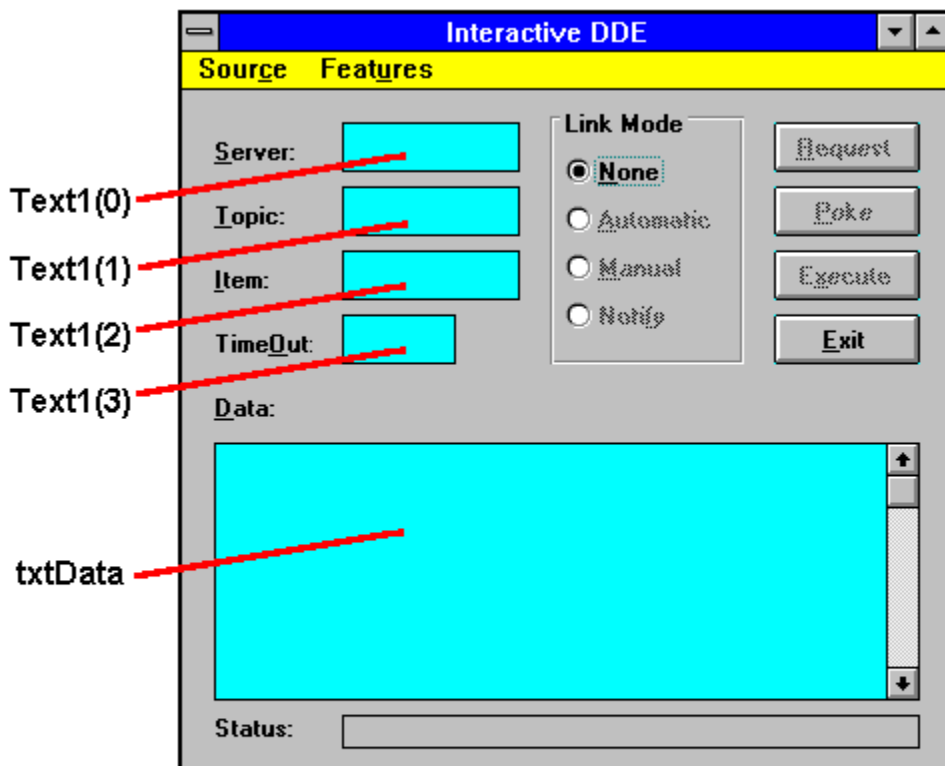 Interactive DDE
Source Features
Server:
Topic:
Item:
TimeOut:
Data:
Link Mode
None
Automatic
Manual
Notify
Request
Poke
Execute
Exit
Text1(0)
Text1(1)
Text1(2)
Text1(3)
txtData
Status: